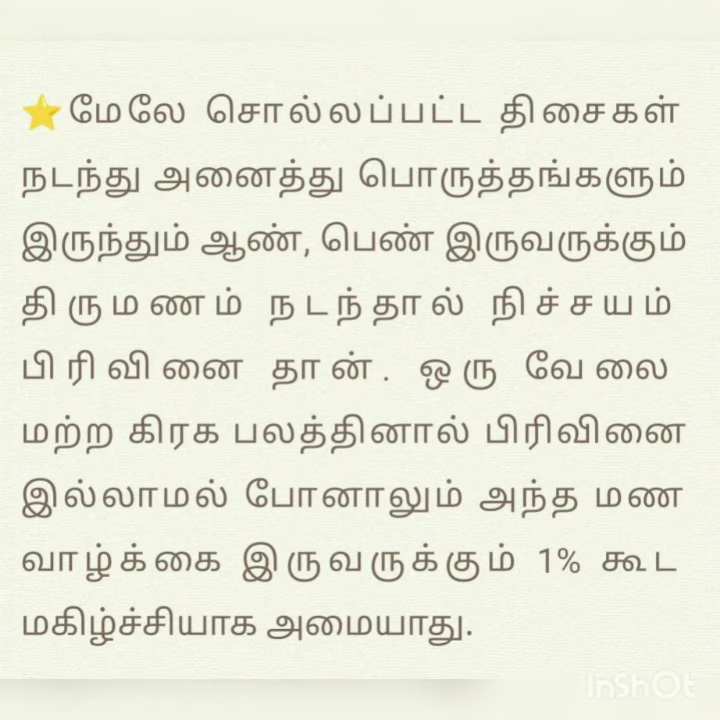 ⭐மேலே சொல்லப்பட்ட திசைகள்
நடந்து அனைத்து பொருத்தங்களும்
இருந்தும் ஆண், பெண் இருவருக்கும்
திருமணம் நடந்தால் நிச்சயம்
பிரிவினை தான். ஒரு வேலை
மற்ற கிரக பலத்தினால் பிரிவினை
இல்லாமல் போனாலும் அந்த மண
வாழ்க்கை இருவருக்கும் 1% கூட
மகிழ்ச்சியாக அமையாது.
InShOt